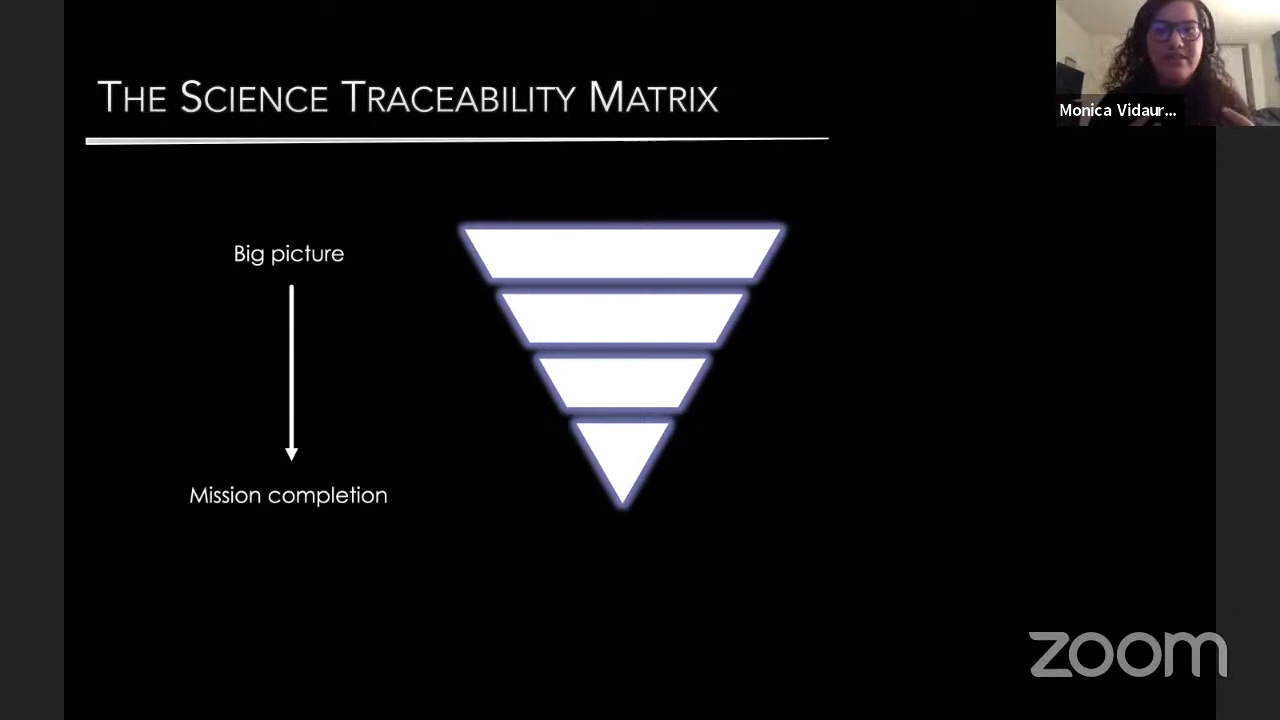 THE SCIENCE TRACEABILITY MATRIX
Monica Vidaur...
Big picture
Mission completion
zoom